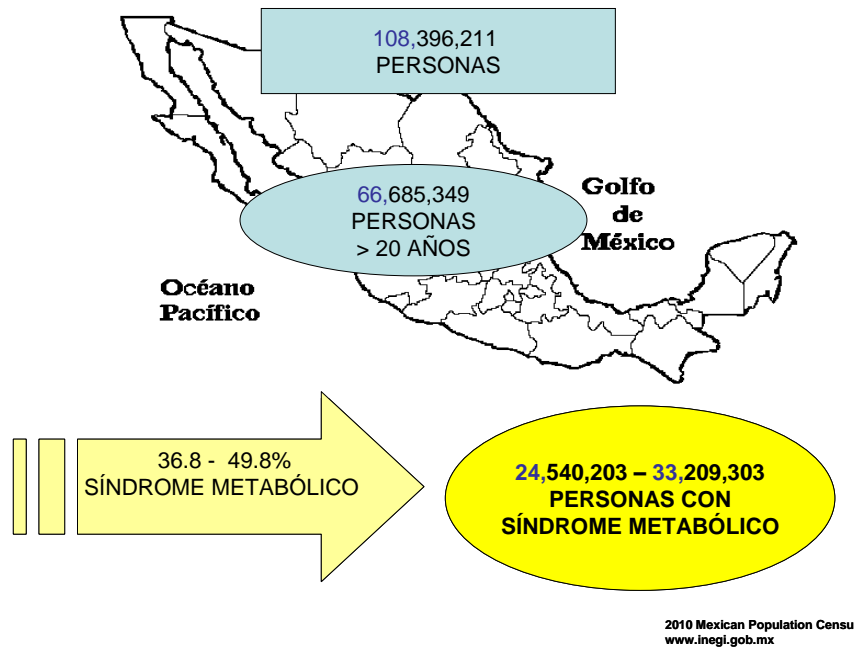 108,396,211
PERSONAS
66,685,349
PERSONAS
> 20 AÑOS
Golfo
de
México
Océano
Pacífico
36.8 - 49.8%
SÍNDROME METABÓLICO
24,540,203 – 33,209,303
PERSONAS CON
SÍNDROME METABÓLICO
2010 Mexican Population Censu
www.inegi.gob.mx